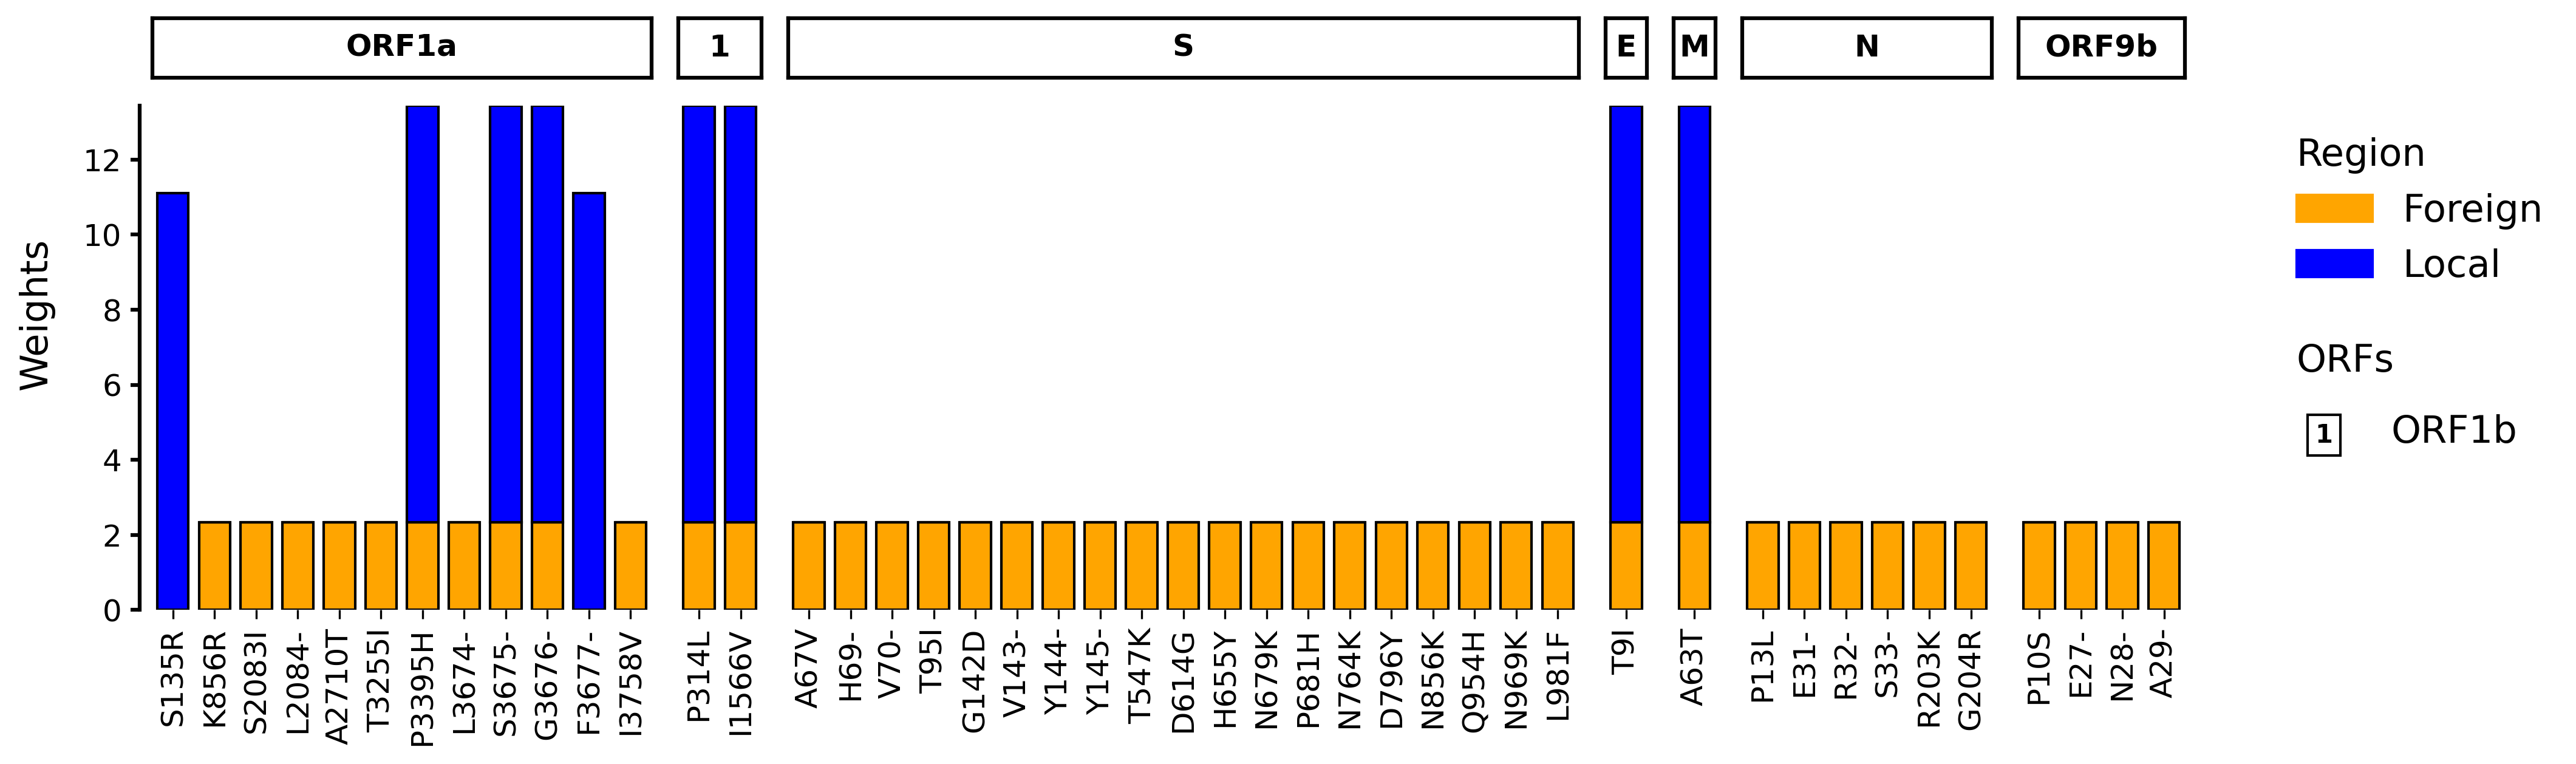 ORF1a 1 S E M N ORF9b
Weights
12
10
8
6
4
2
0
S135R K856R S2083I L2084- A2710T T3255I P3395H L3674- S3675- G3676- F3677- I3758V P314L I1566V A67V H69- V70- T95I G142D V143- Y144- Y145- T547K D614G H655Y N679K P681H N764K D796Y N856K Q954H N969K L981F T9I A63T P13L E31- R32- S33- R203K G204R P10S E27- N28- A29-
Region
Foreign
Local
ORFs
1 ORF1b